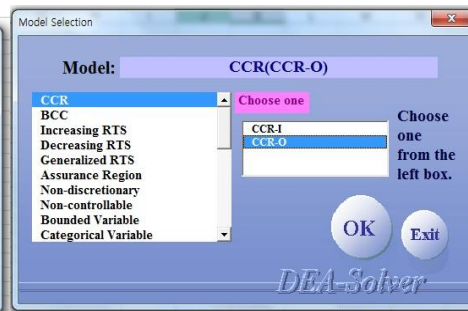 Model Selection
Model: CCR(CCR-O)
CCR
BCC
Increasing RTS
Decreasing RTS
Generalized RTS
Assurance Region
Non-discretionary
Non-controllable
Bounded Variable
Categorical Variable
Choose one
CCR-I
CCR-O
Choose
one
from the
left box.
OK
Exit
DEA-Solver